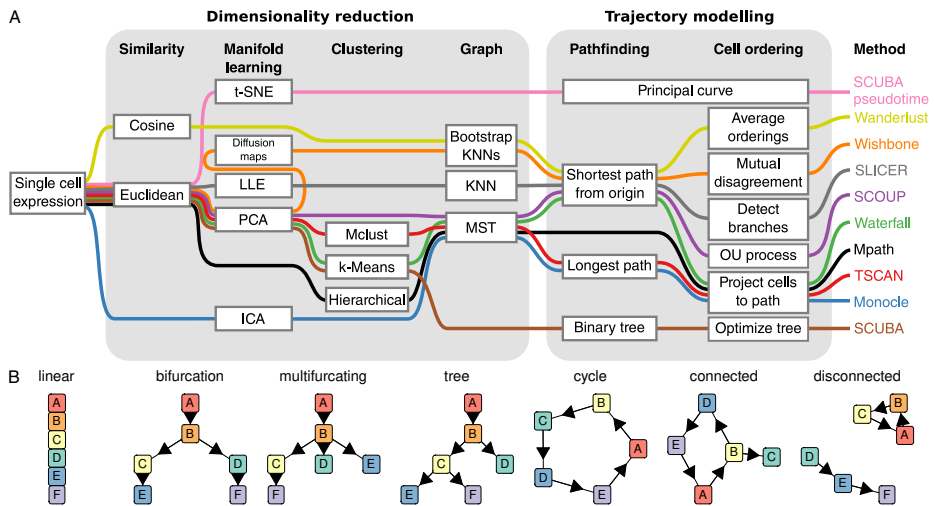 A
Dimensionality reduction
Trajectory modelling
Similarity
Manifold
learning
Clustering
Graph
Pathfinding
Cell ordering
Method
t-SNE
Principal curve
SCUBA
pseudotime
Cosine
Bootstrap
KNNs
Average
orderings
Wanderlust
Diffusion
maps
Mutual
disagreement
Wishbone
Single cell
expression
Euclidean
LLE
KNN
Shortest path
from origin
SLICER
PCA
MST
Detect
branches
SCOUP
Mclust
OU process
Waterfall
k-Means
Longest path
Mpath
Hierarchical
Project cells
to path
TSCAN
ICA
Monocle
Binary tree
Optimize tree
SCUBA
B
linear
bifurcation
multifurcating
tree
cycle
connected
disconnected
A
B
C
D
E
F
A
B
C
D
E
F
A
B
C
D
E
F
A
B
C
D
E
F
B
C
A
D
E
D
E
B
C
A
B
C
A
D
E
F